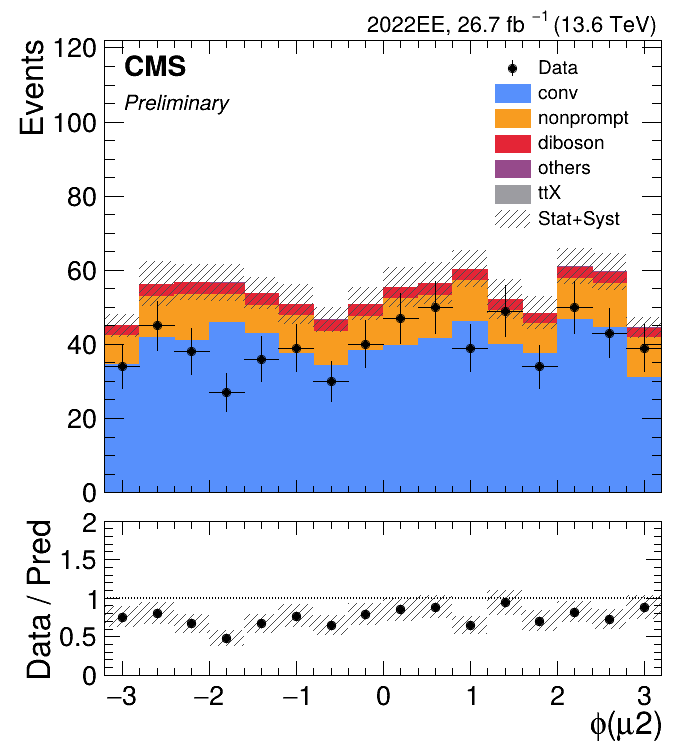 2022EE, 26.7 fb⁻¹ (13.6 TeV)
Events
120
100
80
60
40
20
0
CMS
Preliminary
Data
conv
nonprompt
diboson
others
ttX
Stat+Syst
Data / Pred
2
1.5
1
0.5
0
−3 −2 −1 0 1 2 3
ϕ(μ2)